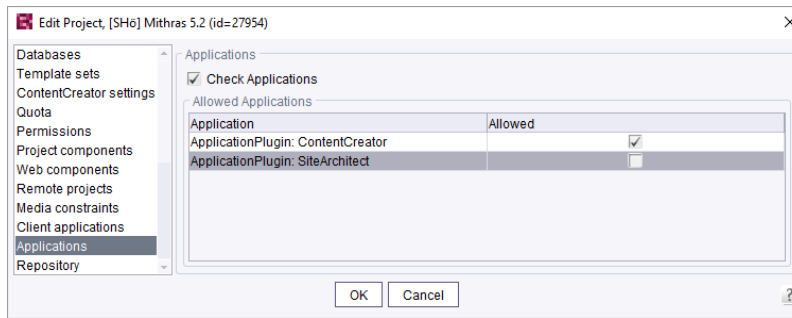 Edit Project, [SHö] Mithras 5.2 (id=27954)
Databases
Template sets
ContentCreator settings
Quota
Permissions
Project components
Web components
Remote projects
Media constraints
Client applications
Applications
Repository
Applications
Check Applications
Allowed Applications
Application Allowed
ApplicationPlugin: ContentCreator
ApplicationPlugin: SiteArchitect
OK Cancel
?